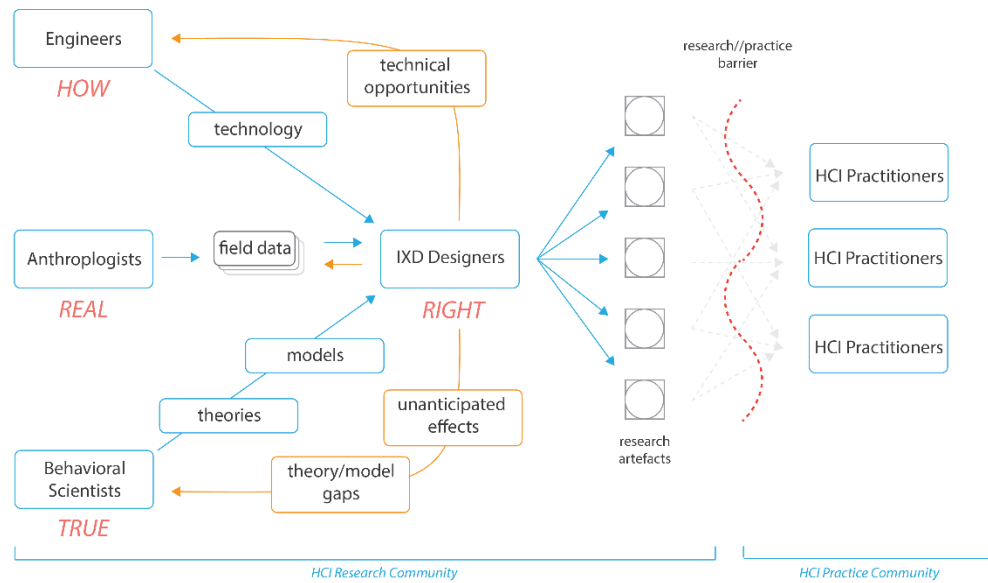 Engineers
HOW
technical
opportunities
technology
research//practice
barrier
HCI Practitioners
Anthroplogists
REAL
field data
IXD Designers
RIGHT
HCI Practitioners
models
HCI Practitioners
theories
unanticipated
effects
research
artefacts
Behavioral
Scientists
TRUE
theory/model
gaps
HCI Research Community
HCI Practice Community